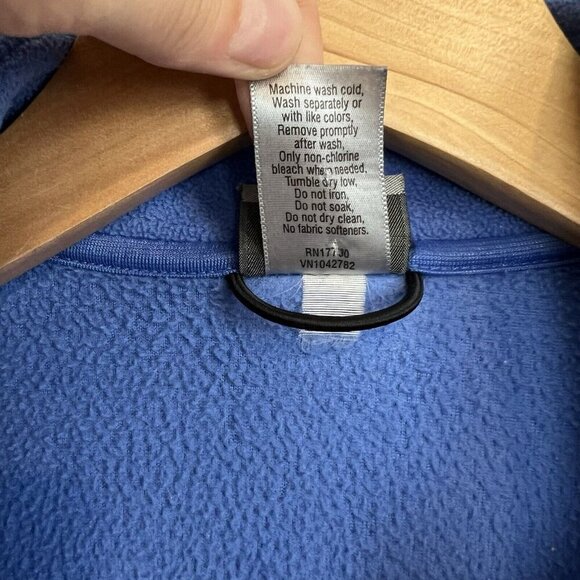 Machine wash cold,
Wash separately or
with like colors,
Remove promptly
after wash,
Only non-chlorine
bleach when needed,
Tumble dry low,
Do not iron,
Do not soak,
Do not dry clean,
No fabric softeners.
VN1042782